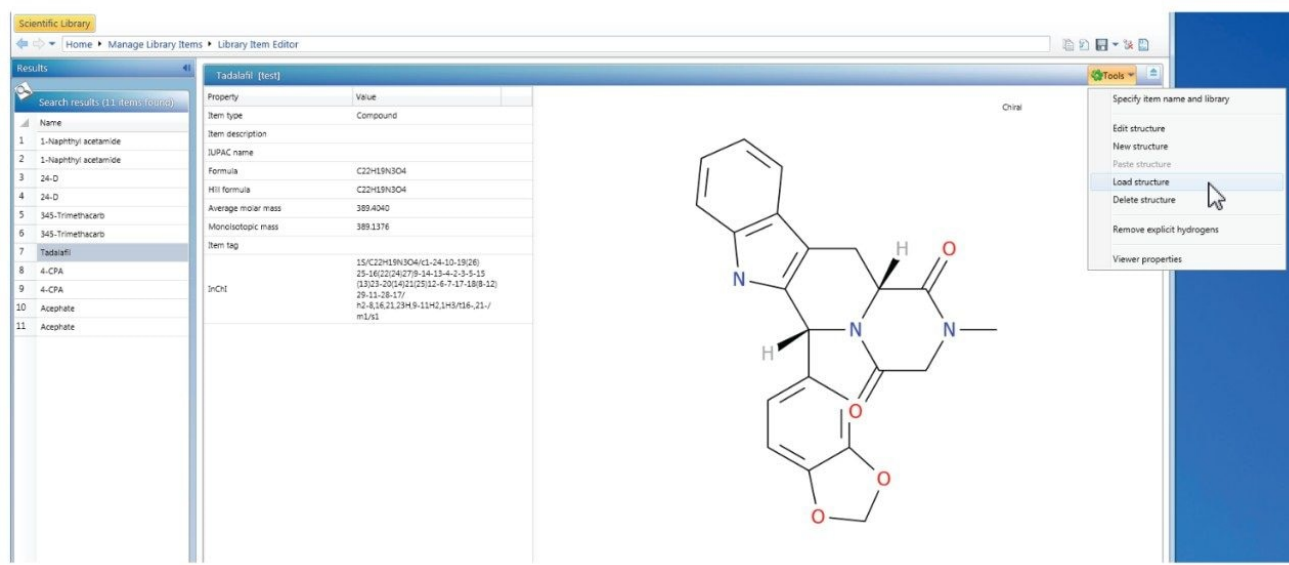 Scientific Library
Home ▸ Manage Library Items ▸ Library Item Editor
Results
Tadalafil [test]
Tools
Search results (11 items found)
Name
1 1-Naphthyl acetamide
2 1-Naphthyl acetamide
3 24-D
4 24-D
5 345-Trimethacarb
6 345-Trimethacarb
7 Tadalafil
8 4-CPA
9 4-CPA
10 Acephate
11 Acephate
Property Value
Item type Compound
Item description
IUPAC name
Formula C22H19N3O4
Hill formula C22H19N3O4
Average molar mass 389.4040
Monoisotopic mass 389.1376
Item tag
InChI
1S/C22H19N3O4/c1-24-10-19(26)
25-16(22(24)27)9-14-13-4-2-3-5-15
(13)23-20(14)21(25)12-6-7-17-18(8-12)
29-11-28-17/
h2-8,16,21,23H,9-11H2,1H3/t16-,21-/
m1/s1
Chiral
H
O
N
N
N
H
O
O
O
Specify item name and library
Edit structure
New structure
Paste structure
Load structure
Delete structure
Remove explicit hydrogens
Viewer properties